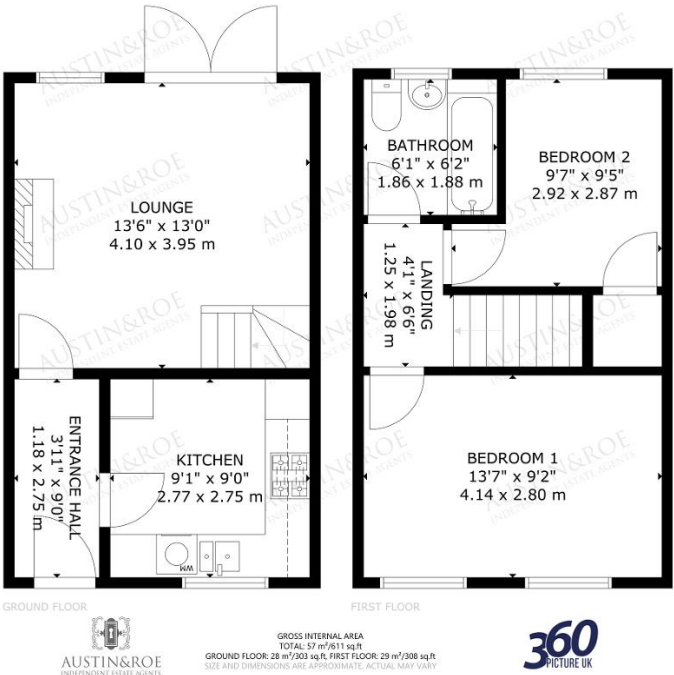 LOUNGE
13'6" x 13'0"
4.10 x 3.95 m
ENTRANCE HALL
3'11" x 9'0"
1.18 x 2.75 m
KITCHEN
9'1" x 9'0"
2.77 x 2.75 m
WM
GROUND FLOOR
BATHROOM
6'1" x 6'2"
1.86 x 1.88 m
BEDROOM 2
9'7" x 9'5"
2.92 x 2.87 m
LANDING
4'1" x 6'6"
1.25 x 1.98 m
BEDROOM 1
13'7" x 9'2"
4.14 x 2.80 m
FIRST FLOOR
AUSTIN&ROE
INDEPENDENT ESTATE AGENTS
GROSS INTERNAL AREA
TOTAL: 57 m²/611 sq.ft
GROUND FLOOR: 28 m²/303 sq.ft, FIRST FLOOR: 29 m²/308 sq.ft
SIZE AND DIMENSIONS ARE APPROXIMATE, ACTUAL MAY VARY
360
PICTURE UK